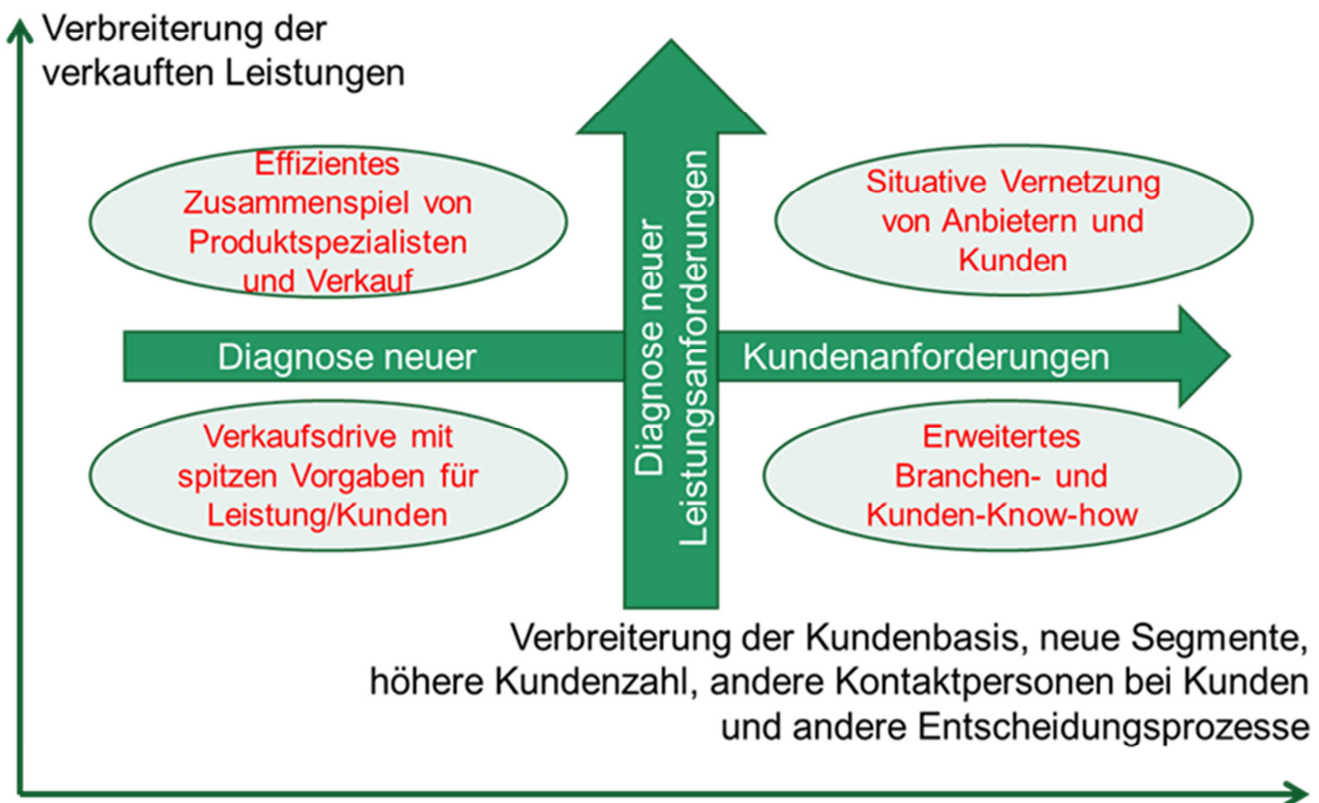 Verbreiterung der
verkauften Leistungen
Effizientes
Zusammenspiel von
Produktspezialisten
und Verkauf
Situative Vernetzung
von Anbietern und
Kunden
Diagnose neuer
Leistungsanforderungen
Diagnose neuer Kundenanforderungen
Verkaufsdrive mit
spitzen Vorgaben für
Leistung/Kunden
Erweitertes
Branchen- und
Kunden-Know-how
Verbreiterung der Kundenbasis, neue Segmente,
höhere Kundenzahl, andere Kontaktpersonen bei Kunden
und andere Entscheidungsprozesse